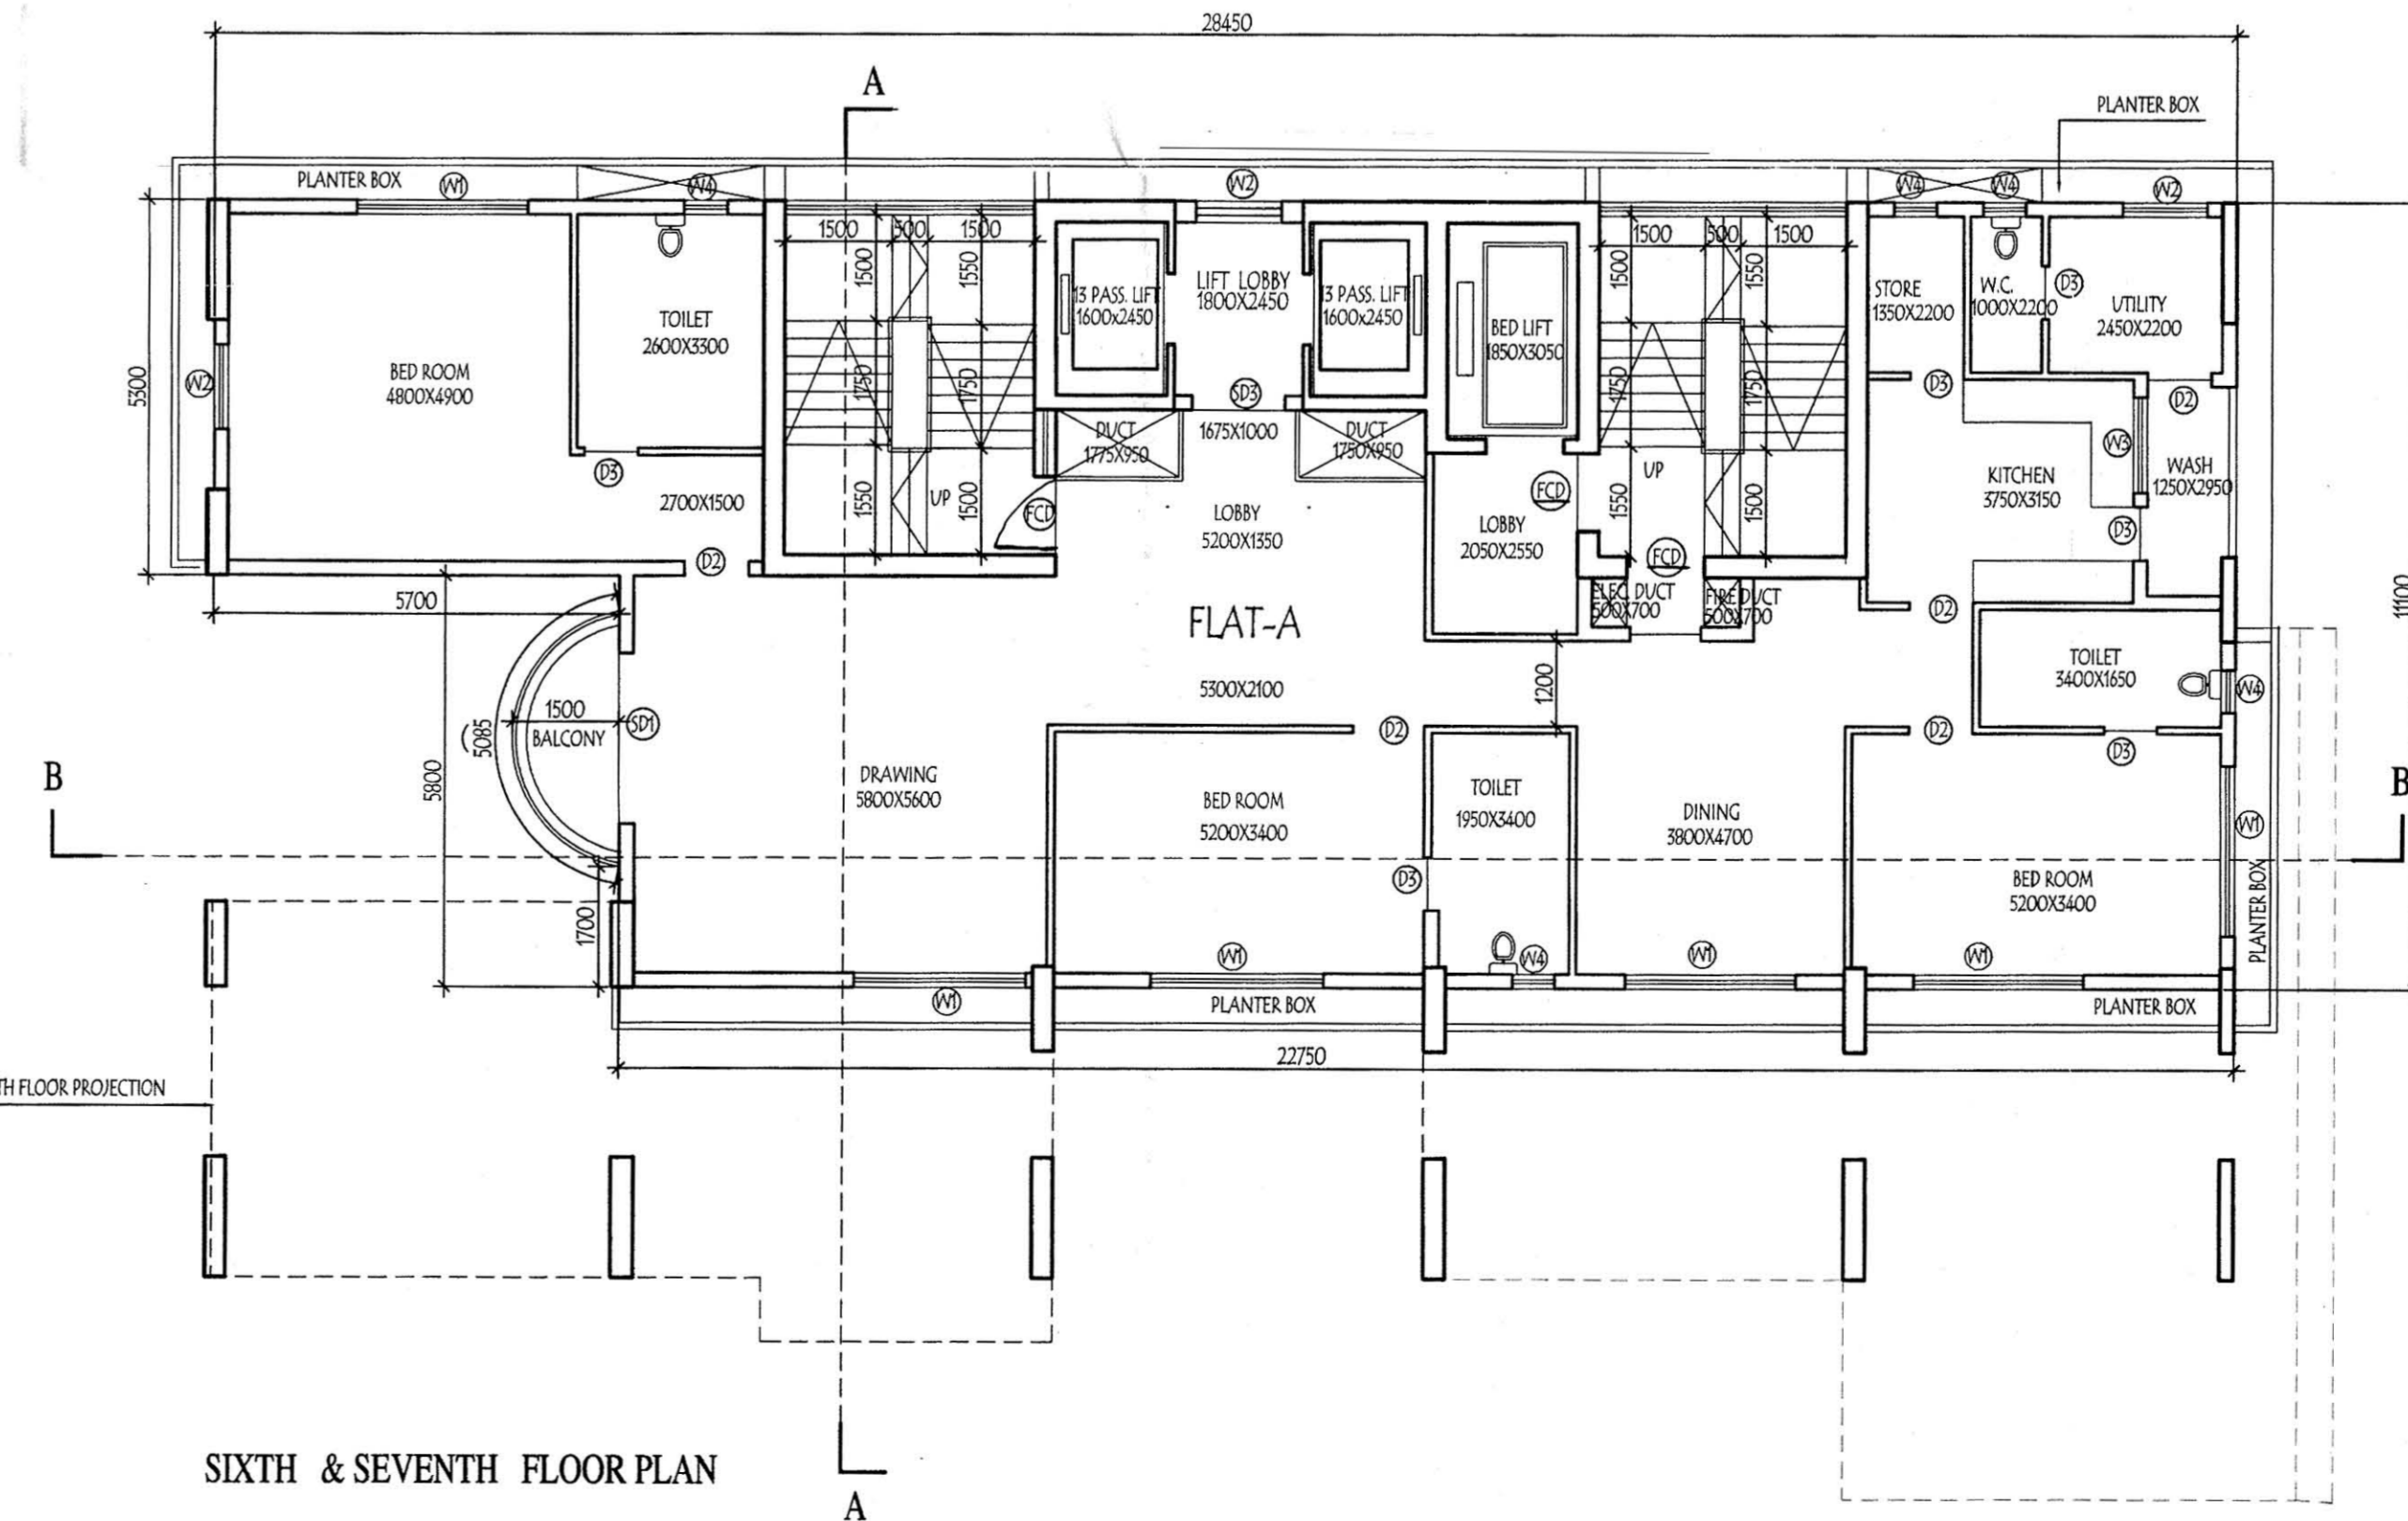 28450
A
PLANTER BOX
PLANTER BOX
W1
W4
W2
W4
W4
W2
1500
500
1500
1500
500
1500
1500
1550
1500
1550
13 PASS. LIFT
1600x2450
LIFT LOBBY
1800X2450
13 PASS. LIFT
1600x2450
BED LIFT
1850X3050
STORE
1350X2200
W.C.
1000X2200
D3
UTILITY
2450X2200
TOILET
2600X3300
5300
W2
BED ROOM
4800X4900
1750
1750
1750
1750
SD3
D3
D2
DUCT
1775X950
1675X1000
DUCT
1750X950
W3
D3
2700X1500
1550
UP
1500
FCD
LOBBY
5200X1350
LOBBY
2050X2550
FCD
UP
1550
1500
KITCHEN
3750X3150
WASH
1250X2950
D3
D2
FCD
ELEC. DUCT
500X700
FIRE DUCT
500X700
D2
11100
5700
FLAT-A
5300X2100
1200
TOILET
3400X1650
W4
1500
BALCONY
5085
SD1
D2
D2
D3
B
5800
DRAWING
5800X5600
BED ROOM
5200X3400
TOILET
1950X3400
DINING
3800X4700
W1
B
D3
BED ROOM
5200X3400
PLANTER BOX
1700
W1
W1
W4
W1
W1
PLANTER BOX
PLANTER BOX
22750
TH FLOOR PROJECTION
SIXTH & SEVENTH FLOOR PLAN
A